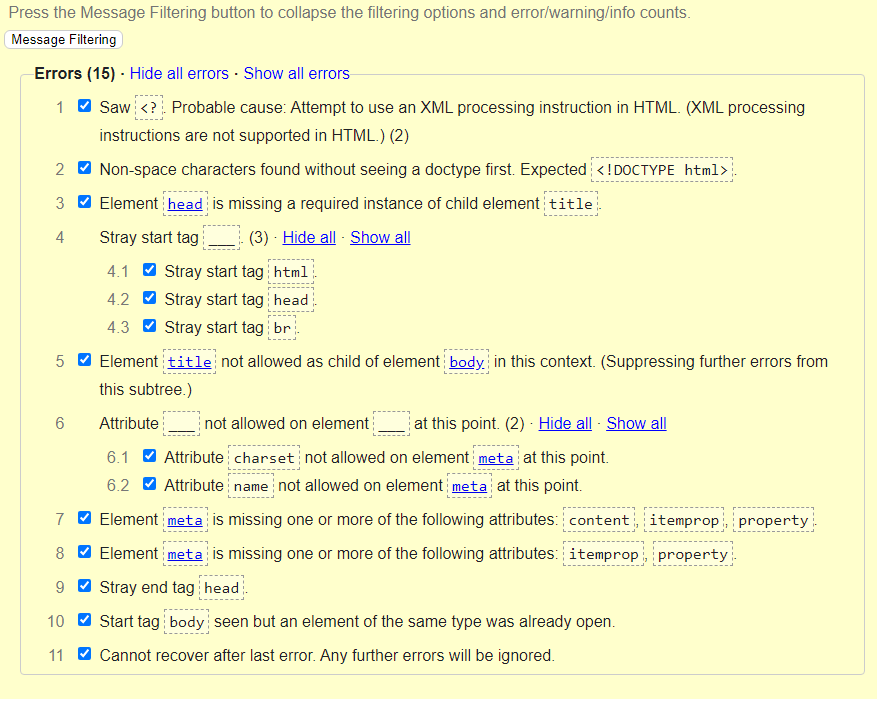 Press the Message Filtering button to collapse the filtering options and error/warning/info counts.
Message Filtering
Errors (15) · Hide all errors · Show all errors
1 Saw <?. Probable cause: Attempt to use an XML processing instruction in HTML. (XML processing
instructions are not supported in HTML.) (2)
2 Non-space characters found without seeing a doctype first. Expected <!DOCTYPE html>.
3 Element head is missing a required instance of child element title.
4 Stray start tag ___. (3) · Hide all · Show all
4.1 Stray start tag html.
4.2 Stray start tag head.
4.3 Stray start tag br.
5 Element title not allowed as child of element body in this context. (Suppressing further errors from
this subtree.)
6 Attribute ___ not allowed on element ___ at this point. (2) · Hide all · Show all
6.1 Attribute charset not allowed on element meta at this point.
6.2 Attribute name not allowed on element meta at this point.
7 Element meta is missing one or more of the following attributes: content, itemprop, property.
8 Element meta is missing one or more of the following attributes: itemprop, property.
9 Stray end tag head.
10 Start tag body seen but an element of the same type was already open.
11 Cannot recover after last error. Any further errors will be ignored.